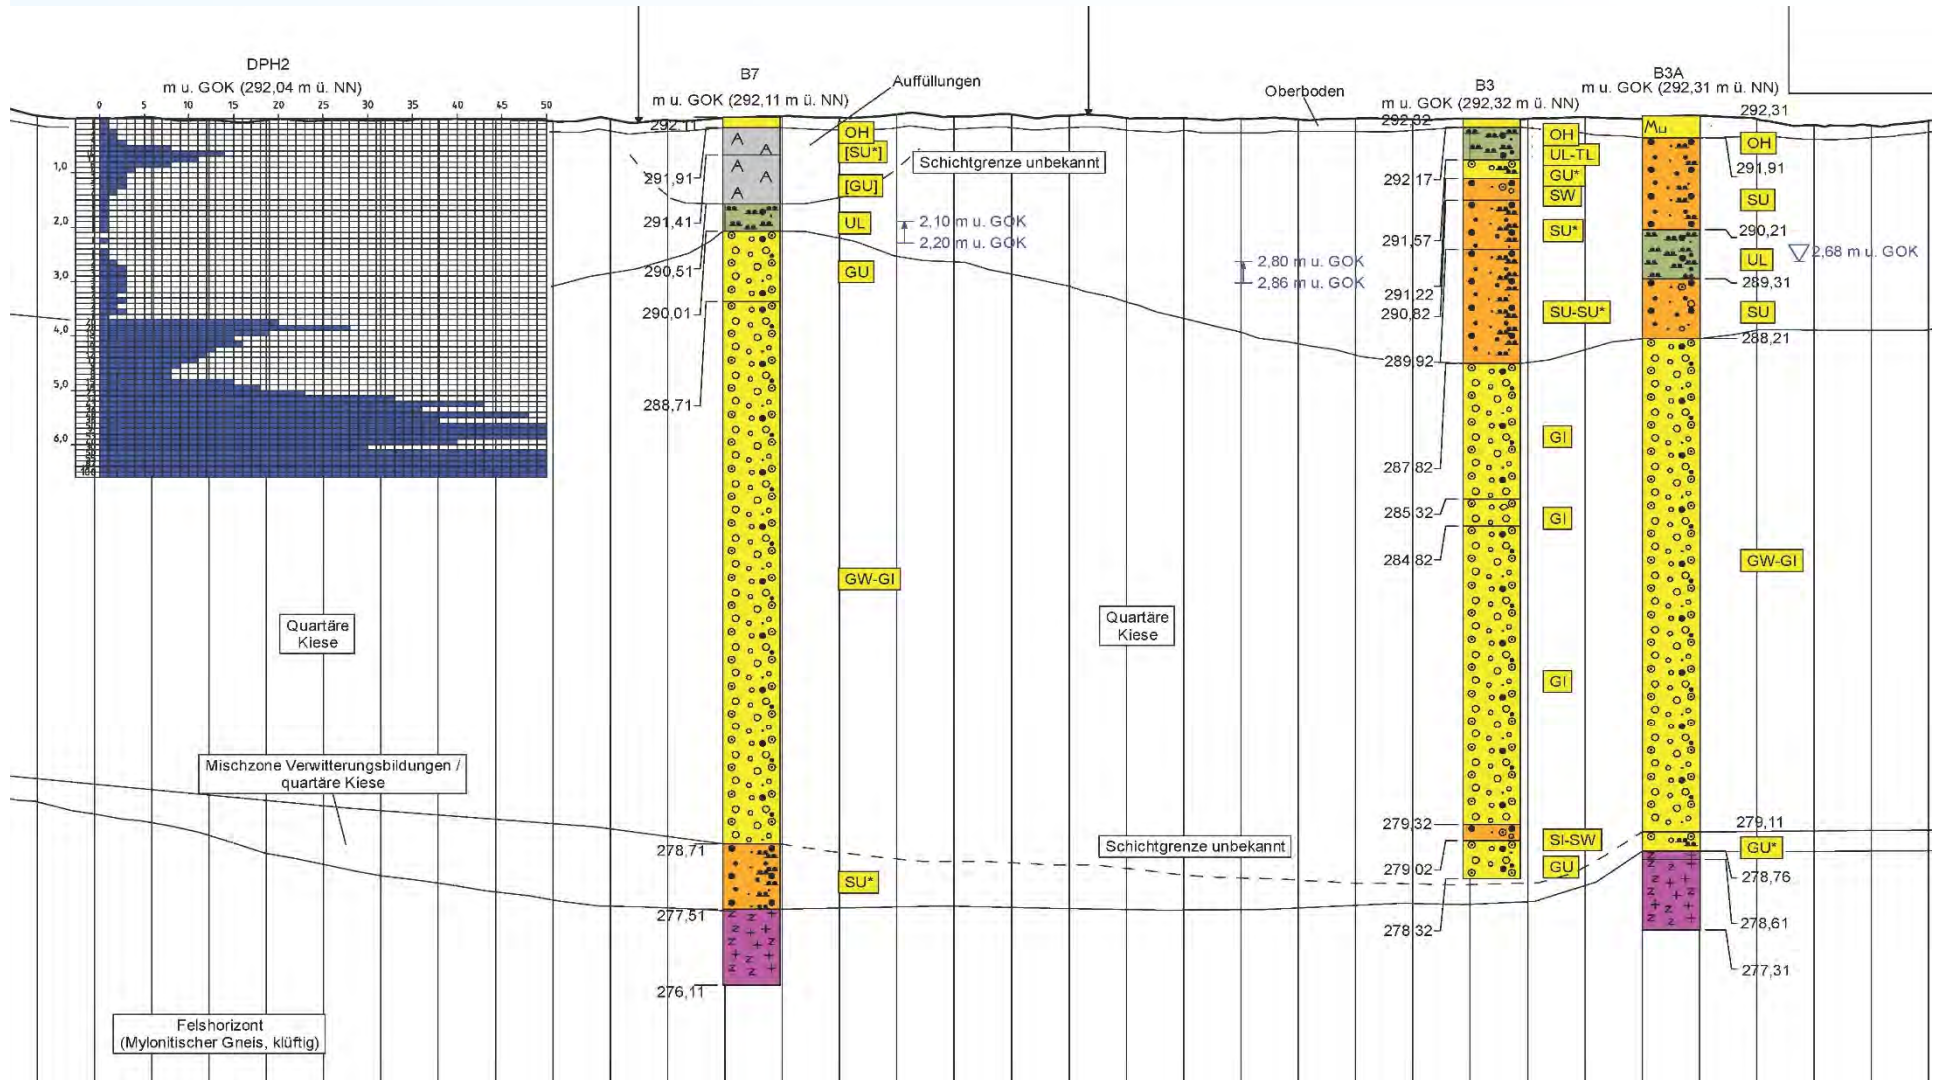 DPH2
m u. GOK (292,04 m ü. NN)
0 5 10 15 20 25 30 35 40 45 50
1,0
2,0
3,0
4,0
5,0
6,0
B7
m u. GOK (292,11 m ü. NN)
Auffüllungen
292,11
291,91
291,41
290,51
290,01
288,71
278,71
277,51
276,11
A A
A
A
OH
[SU*]
[GU]
UL
GU
GW-GI
SU*
Schichtgrenze unbekannt
2,10 m u. GOK
2,20 m u. GOK
Oberboden
B3
m u. GOK (292,32 m ü. NN)
292,32
292,17
291,57
291,22
290,82
289,92
287,82
285,32
284,82
279,32
279,02
278,32
OH
UL-TL
GU*
SW
SU*
SU-SU*
GI
GI
GI
SI-SW
GU
2,80 m u. GOK
2,86 m u. GOK
B3A
m u. GOK (292,31 m ü. NN)
292,31
Mu
291,91
290,21
289,31
288,21
279,11
278,76
278,61
277,31
OH
SU
UL
SU
GW-GI
GU*
2,68 m u. GOK
Quartäre
Kiese
Quartäre
Kiese
Mischzone Verwitterungsbildungen /
quartäre Kiese
Schichtgrenze unbekannt
Felshorizont
(Mylonitischer Gneis, klüftig)